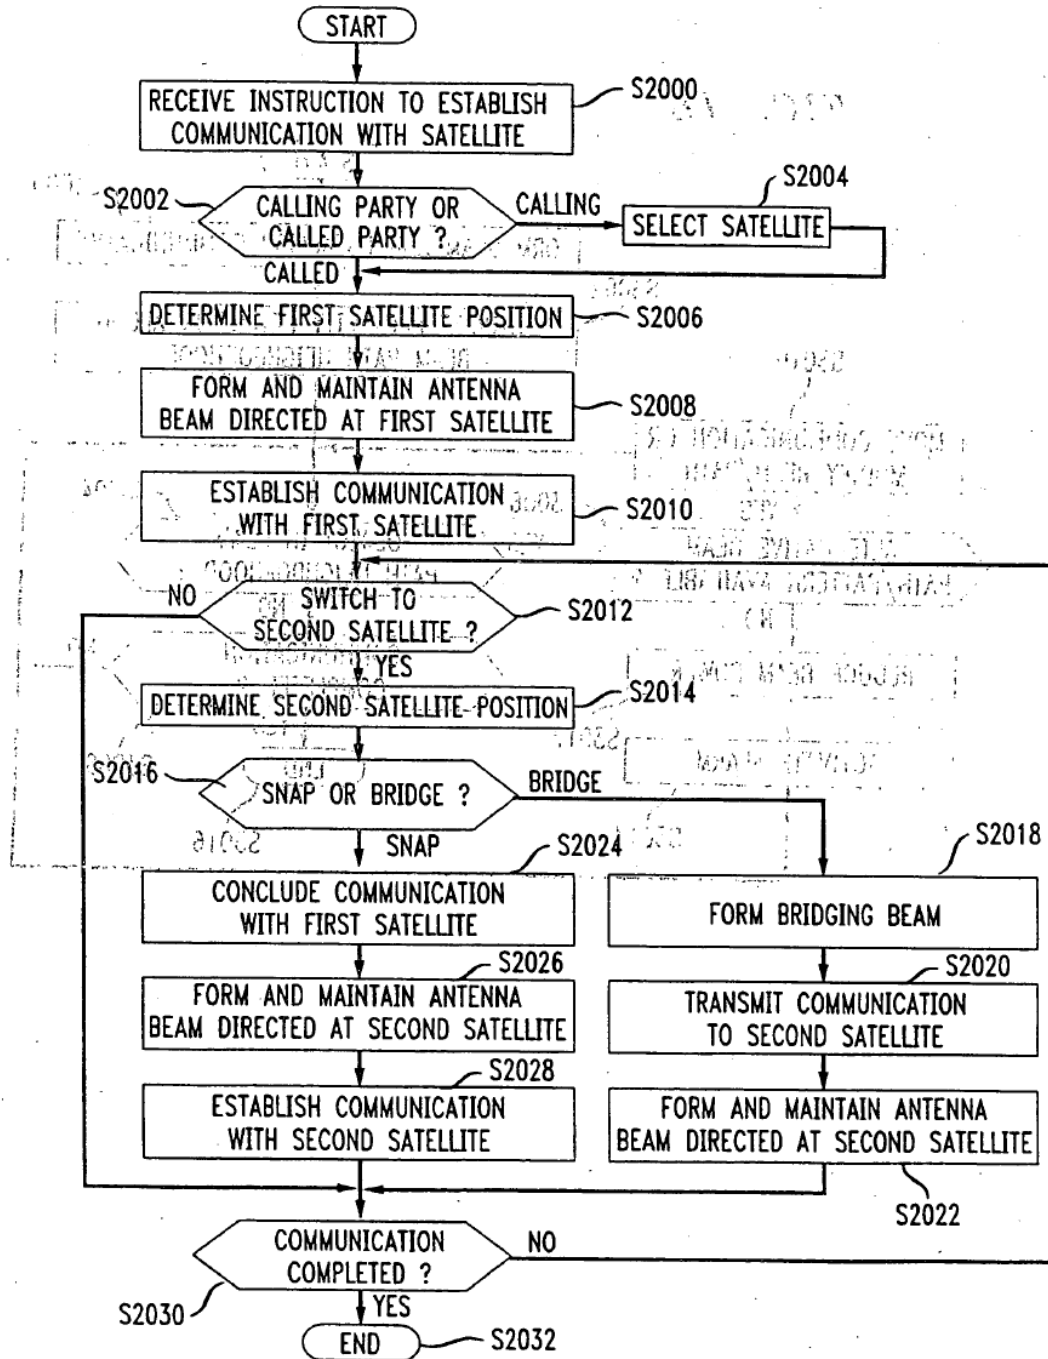 START
RECEIVE INSTRUCTION TO ESTABLISH
COMMUNICATION WITH SATELLITE
S2000
S2002
CALLING PARTY OR
CALLED PARTY ?
CALLING
S2004
SELECT SATELLITE
CALLED
DETERMINE FIRST SATELLITE POSITION
S2006
FORM AND MAINTAIN ANTENNA
BEAM DIRECTED AT FIRST SATELLITE
S2008
ESTABLISH COMMUNICATION
WITH FIRST SATELLITE
S2010
NO
SWITCH TO
SECOND SATELLITE ?
S2012
YES
DETERMINE SECOND SATELLITE POSITION
S2014
S2016
SNAP OR BRIDGE ?
BRIDGE
SNAP
S2024
CONCLUDE COMMUNICATION
WITH FIRST SATELLITE
S2018
FORM BRIDGING BEAM
S2026
FORM AND MAINTAIN ANTENNA
BEAM DIRECTED AT SECOND SATELLITE
S2020
TRANSMIT COMMUNICATION
TO SECOND SATELLITE
S2028
ESTABLISH COMMUNICATION
WITH SECOND SATELLITE
FORM AND MAINTAIN ANTENNA
BEAM DIRECTED AT SECOND SATELLITE
S2022
COMMUNICATION
COMPLETED ?
NO
S2030
YES
END
S2032